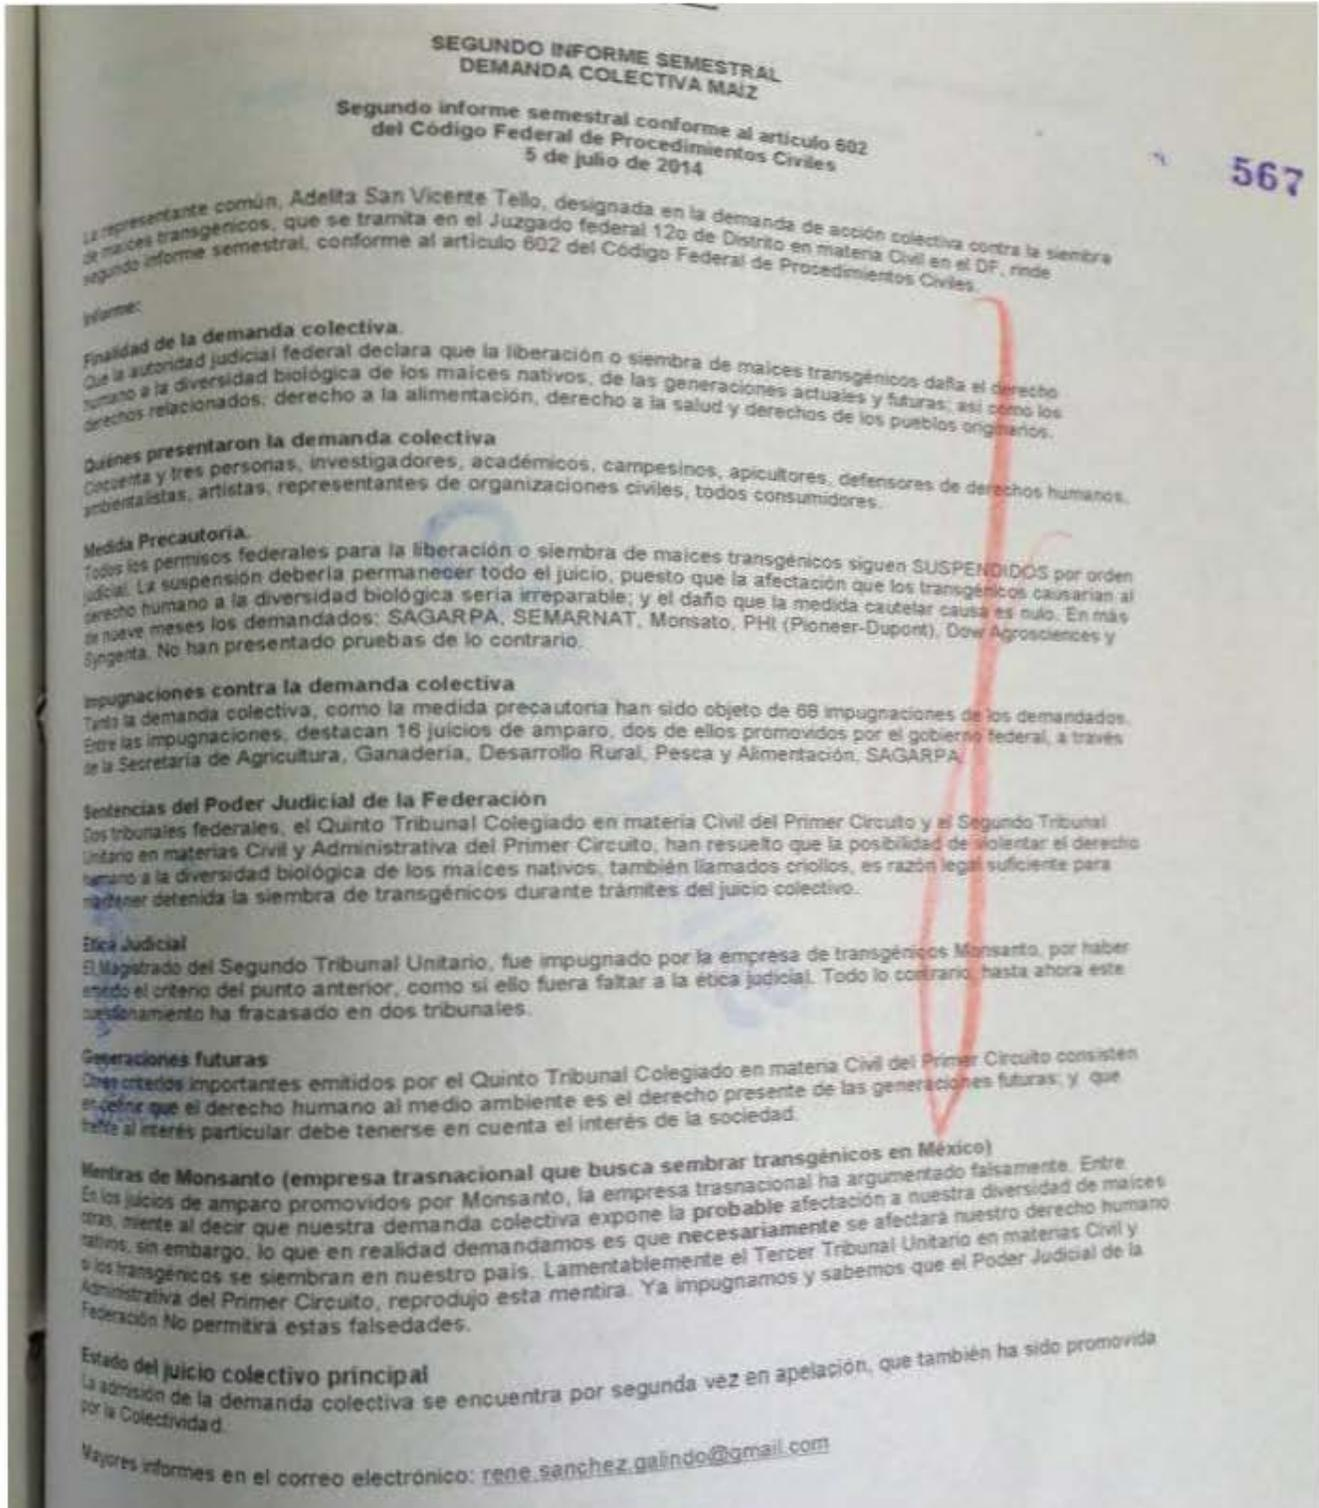 SEGUNDO INFORME SEMESTRAL
DEMANDA COLECTIVA MAÍZ
Segundo informe semestral conforme al artículo 602
del Código Federal de Procedimientos Civiles
5 de julio de 2014
567
La representante común, Adelita San Vicente Tello, designada en la demanda de acción colectiva contra la siembra
de maíces transgénicos, que se tramita en el Juzgado federal 12o de Distrito en materia Civil en el DF, rinde
segundo informe semestral, conforme al artículo 602 del Código Federal de Procedimientos Civiles.
Informe:
Finalidad de la demanda colectiva.
Que la autoridad judicial federal declara que la liberación o siembra de maíces transgénicos daña el derecho
humano a la diversidad biológica de los maíces nativos, de las generaciones actuales y futuras; así como los
derechos relacionados: derecho a la alimentación, derecho a la salud y derechos de los pueblos originarios.
Quiénes presentaron la demanda colectiva
Cincuenta y tres personas, investigadores, académicos, campesinos, apicultores, defensores de derechos humanos,
ambientalistas, artistas, representantes de organizaciones civiles, todos consumidores.
Medida Precautoria.
Todos los permisos federales para la liberación o siembra de maíces transgénicos siguen SUSPENDIDOS por orden
judicial. La suspensión debería permanecer todo el juicio, puesto que la afectación que los transgénicos causarían al
derecho humano a la diversidad biológica sería irreparable; y el daño que la medida cautelar causa es nulo. En más
de nueve meses los demandados: SAGARPA, SEMARNAT, Monsato, PHI (Pioneer-Dupont), Dow Agrosciences y
Syngenta. No han presentado pruebas de lo contrario.
Impugnaciones contra la demanda colectiva
Tanto la demanda colectiva, como la medida precautoria han sido objeto de 68 impugnaciones de los demandados.
Entre las impugnaciones, destacan 16 juicios de amparo, dos de ellos promovidos por el gobierno federal, a través
de la Secretaría de Agricultura, Ganadería, Desarrollo Rural, Pesca y Alimentación, SAGARPA.
Sentencias del Poder Judicial de la Federación
Dos tribunales federales, el Quinto Tribunal Colegiado en materia Civil del Primer Circuito y el Segundo Tribunal
Unitario en materias Civil y Administrativa del Primer Circuito, han resuelto que la posibilidad de violentar el derecho
humano a la diversidad biológica de los maíces nativos, también llamados criollos, es razón legal suficiente para
mantener detenida la siembra de transgénicos durante trámites del juicio colectivo.
Ética Judicial
El Magistrado del Segundo Tribunal Unitario, fue impugnado por la empresa de transgénicos Monsanto, por haber
emitido el criterio del punto anterior, como si ello fuera faltar a la ética judicial. Todo lo contrario, hasta ahora este
cuestionamiento ha fracasado en dos tribunales.
Generaciones futuras
Otros criterios importantes emitidos por el Quinto Tribunal Colegiado en materia Civil del Primer Circuito consisten
en definir que el derecho humano al medio ambiente es el derecho presente de las generaciones futuras; y que
frente al interés particular debe tenerse en cuenta el interés de la sociedad.
Mentiras de Monsanto (empresa trasnacional que busca sembrar transgénicos en México)
En los juicios de amparo promovidos por Monsanto, la empresa trasnacional ha argumentado falsamente. Entre
otras, miente al decir que nuestra demanda colectiva expone la probable afectación a nuestra diversidad de maíces
nativos, sin embargo, lo que en realidad demandamos es que necesariamente se afectará nuestro derecho humano
si los transgénicos se siembran en nuestro país. Lamentablemente el Tercer Tribunal Unitario en materias Civil y
Administrativa del Primer Circuito, reprodujo esta mentira. Ya impugnamos y sabemos que el Poder Judicial de la
Federación No permitirá estas falsedades.
Estado del juicio colectivo principal
La admisión de la demanda colectiva se encuentra por segunda vez en apelación, que también ha sido promovida
por la Colectividad.
Mayores informes en el correo electrónico: rene.sanchez.galindo@gmail.com